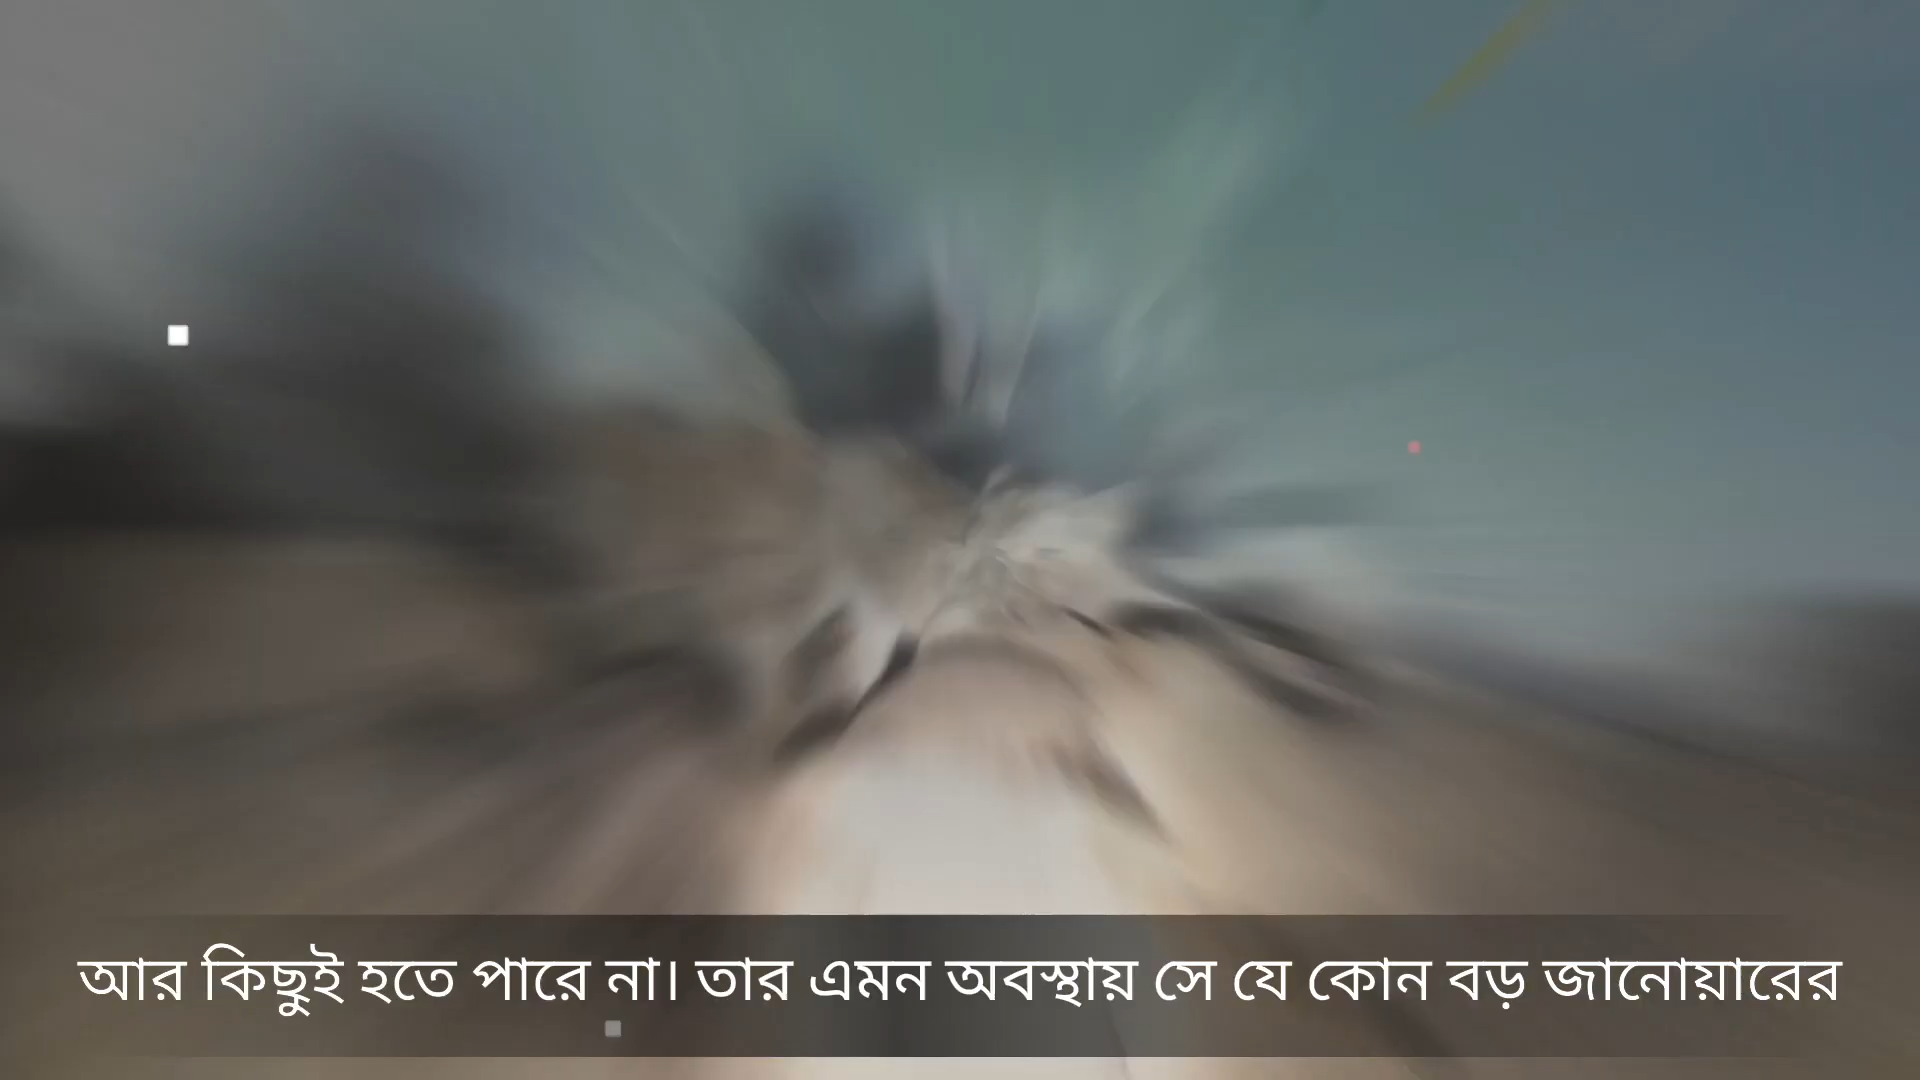 আর কিছুই হতে পারে না। তার এমন অবস্থায় সে যে কোন বড় জানোয়ারের